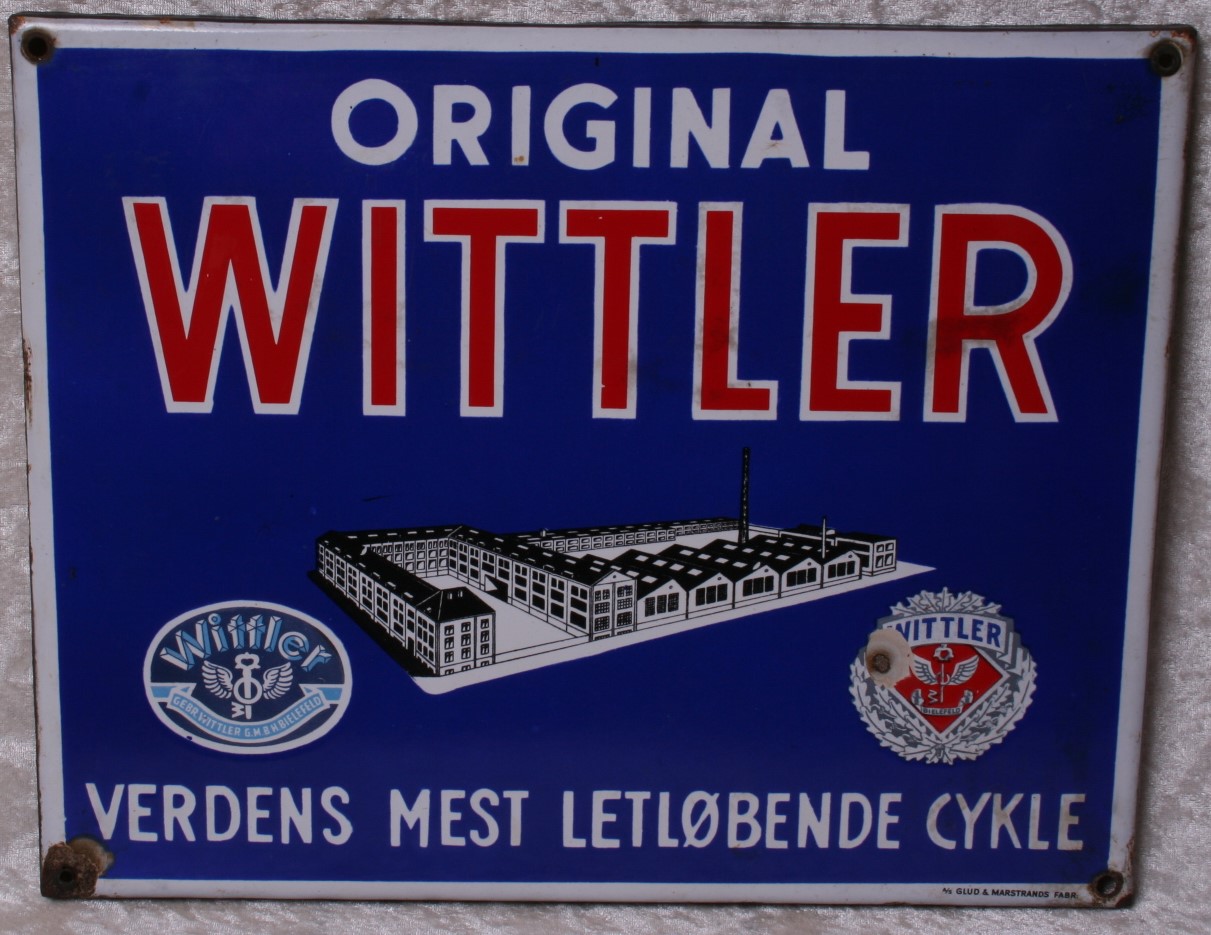 ORIGINAL
WITTLER
Wittler
GEBR. WITTLER G.M.B.H. BIELEFELD
WITTLER
BIELEFELD
VERDENS MEST LETLØBENDE CYKLE
A/S GLUD & MARSTRANDS FABR.